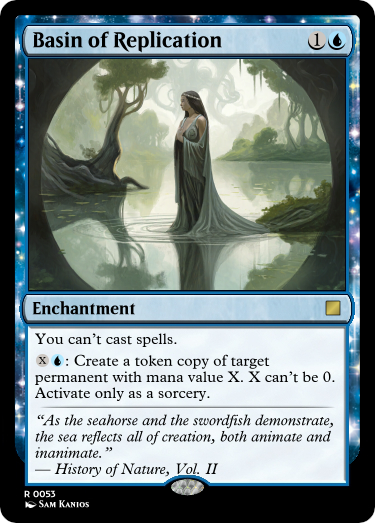 Basin of Replication 1
Enchantment
You can't cast spells.
X : Create a token copy of target
permanent with mana value X. X can't be 0.
Activate only as a sorcery.
"As the seahorse and the swordfish demonstrate,
the sea reflects all of creation, both animate and
inanimate."
— History of Nature, Vol. II
R 0053
Sam Kanios